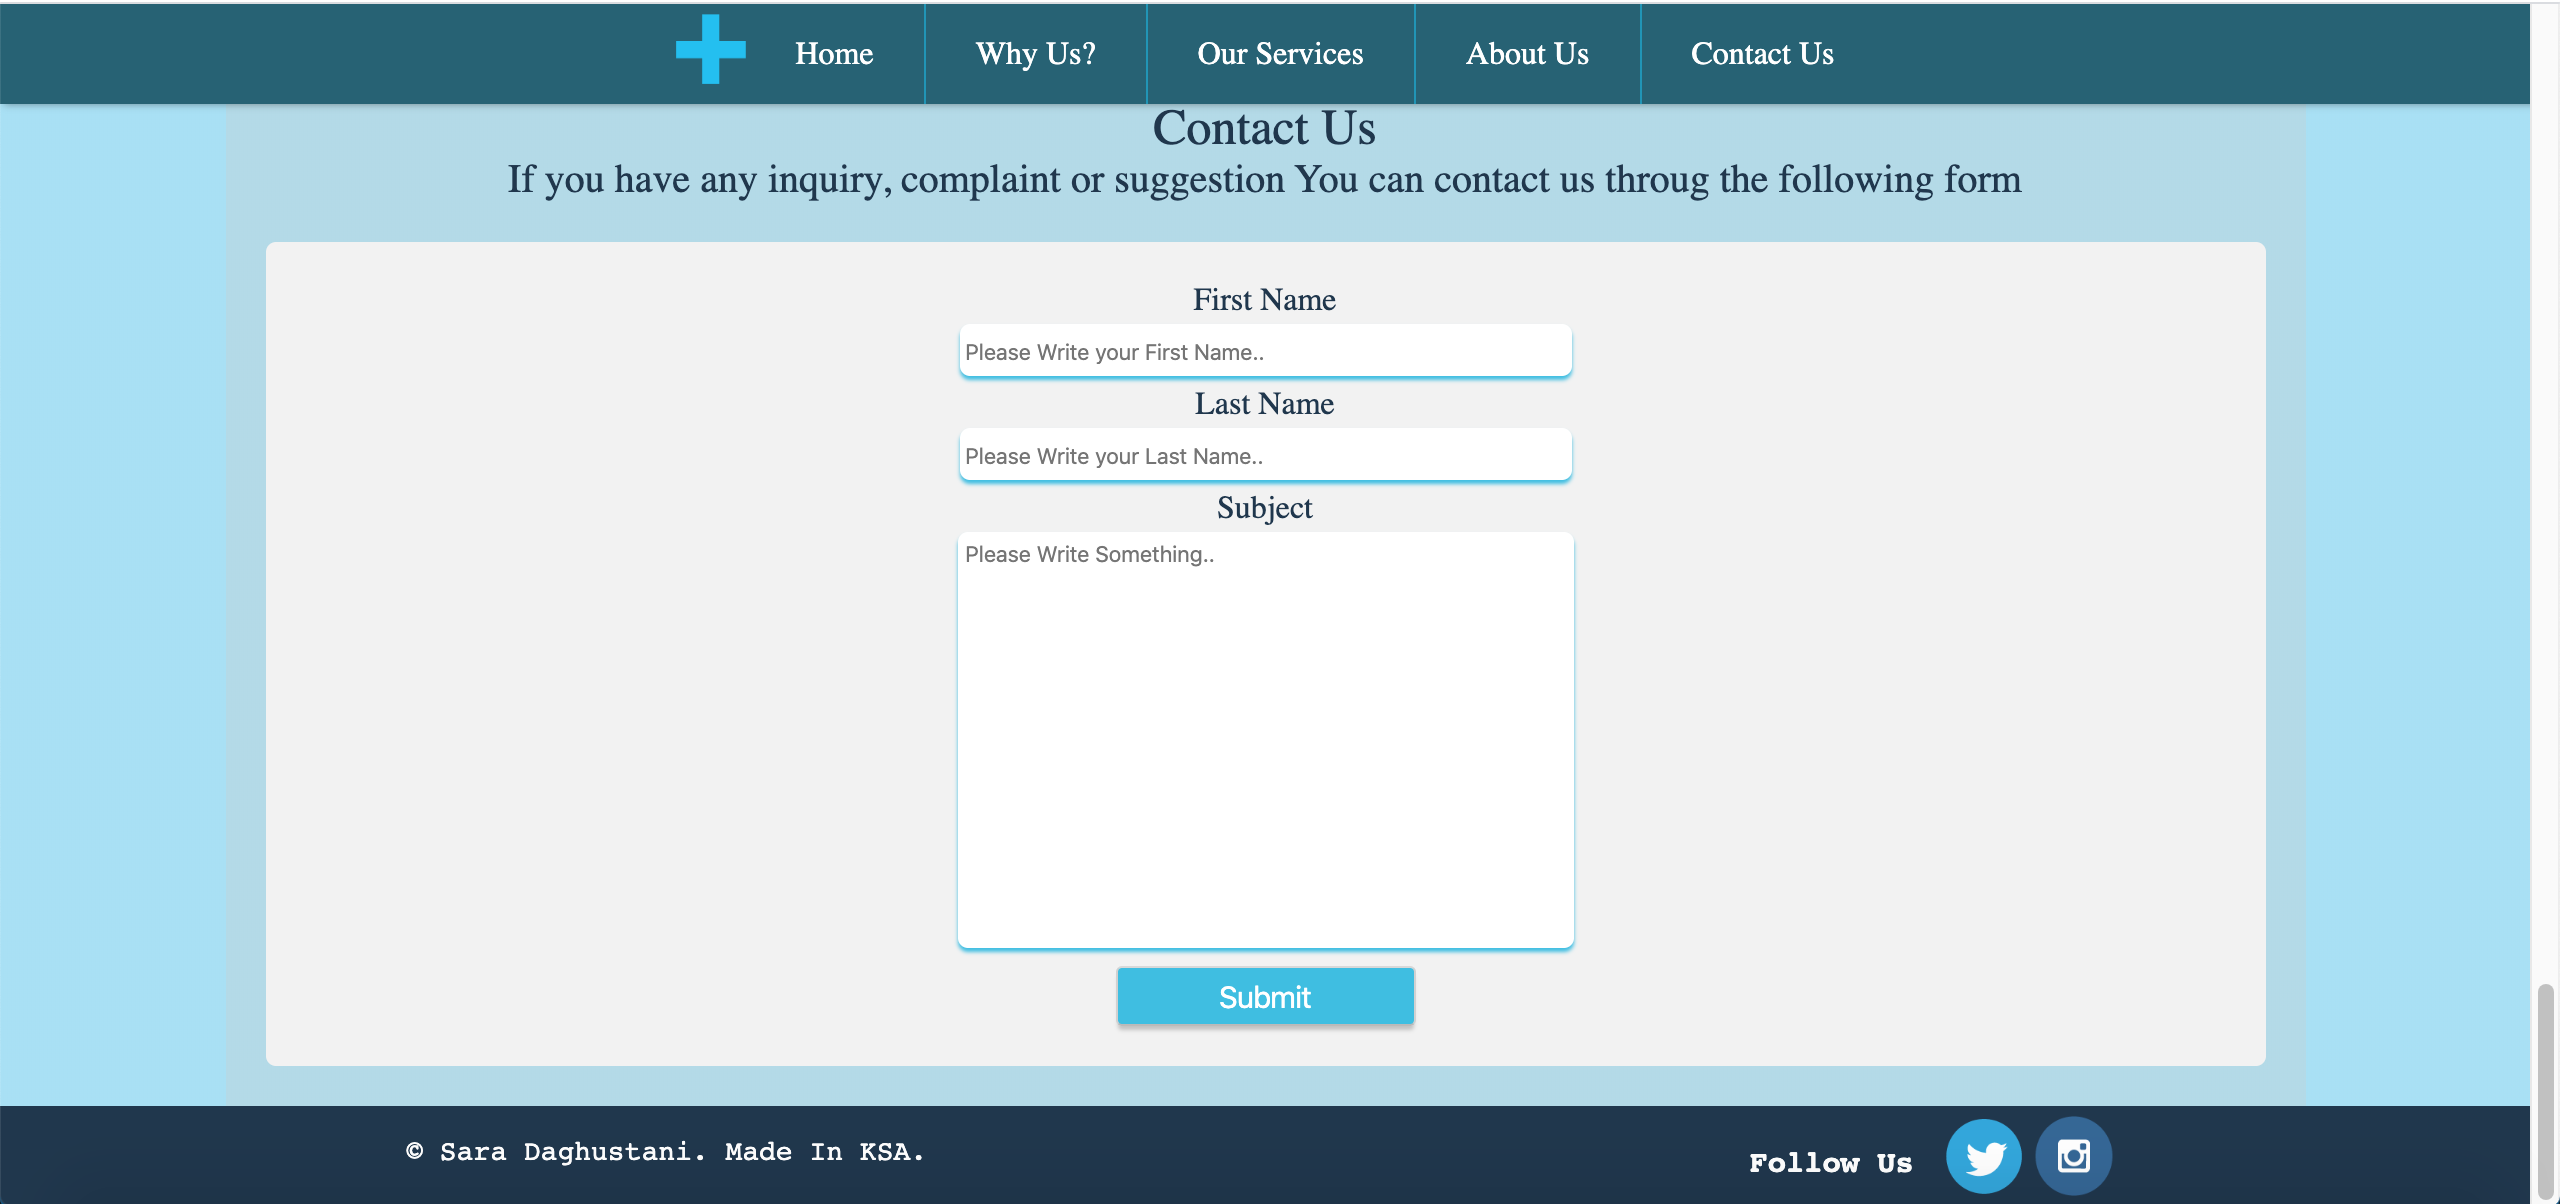 Home
Why Us?
Our Services
About Us
Contact Us
Contact Us
If you have any inquiry, complaint or suggestion You can contact us throug the following form
First Name
Please Write your First Name..
Last Name
Please Write your Last Name..
Subject
Please Write Something..
Submit
© Sara Daghustani. Made In KSA.
Follow Us